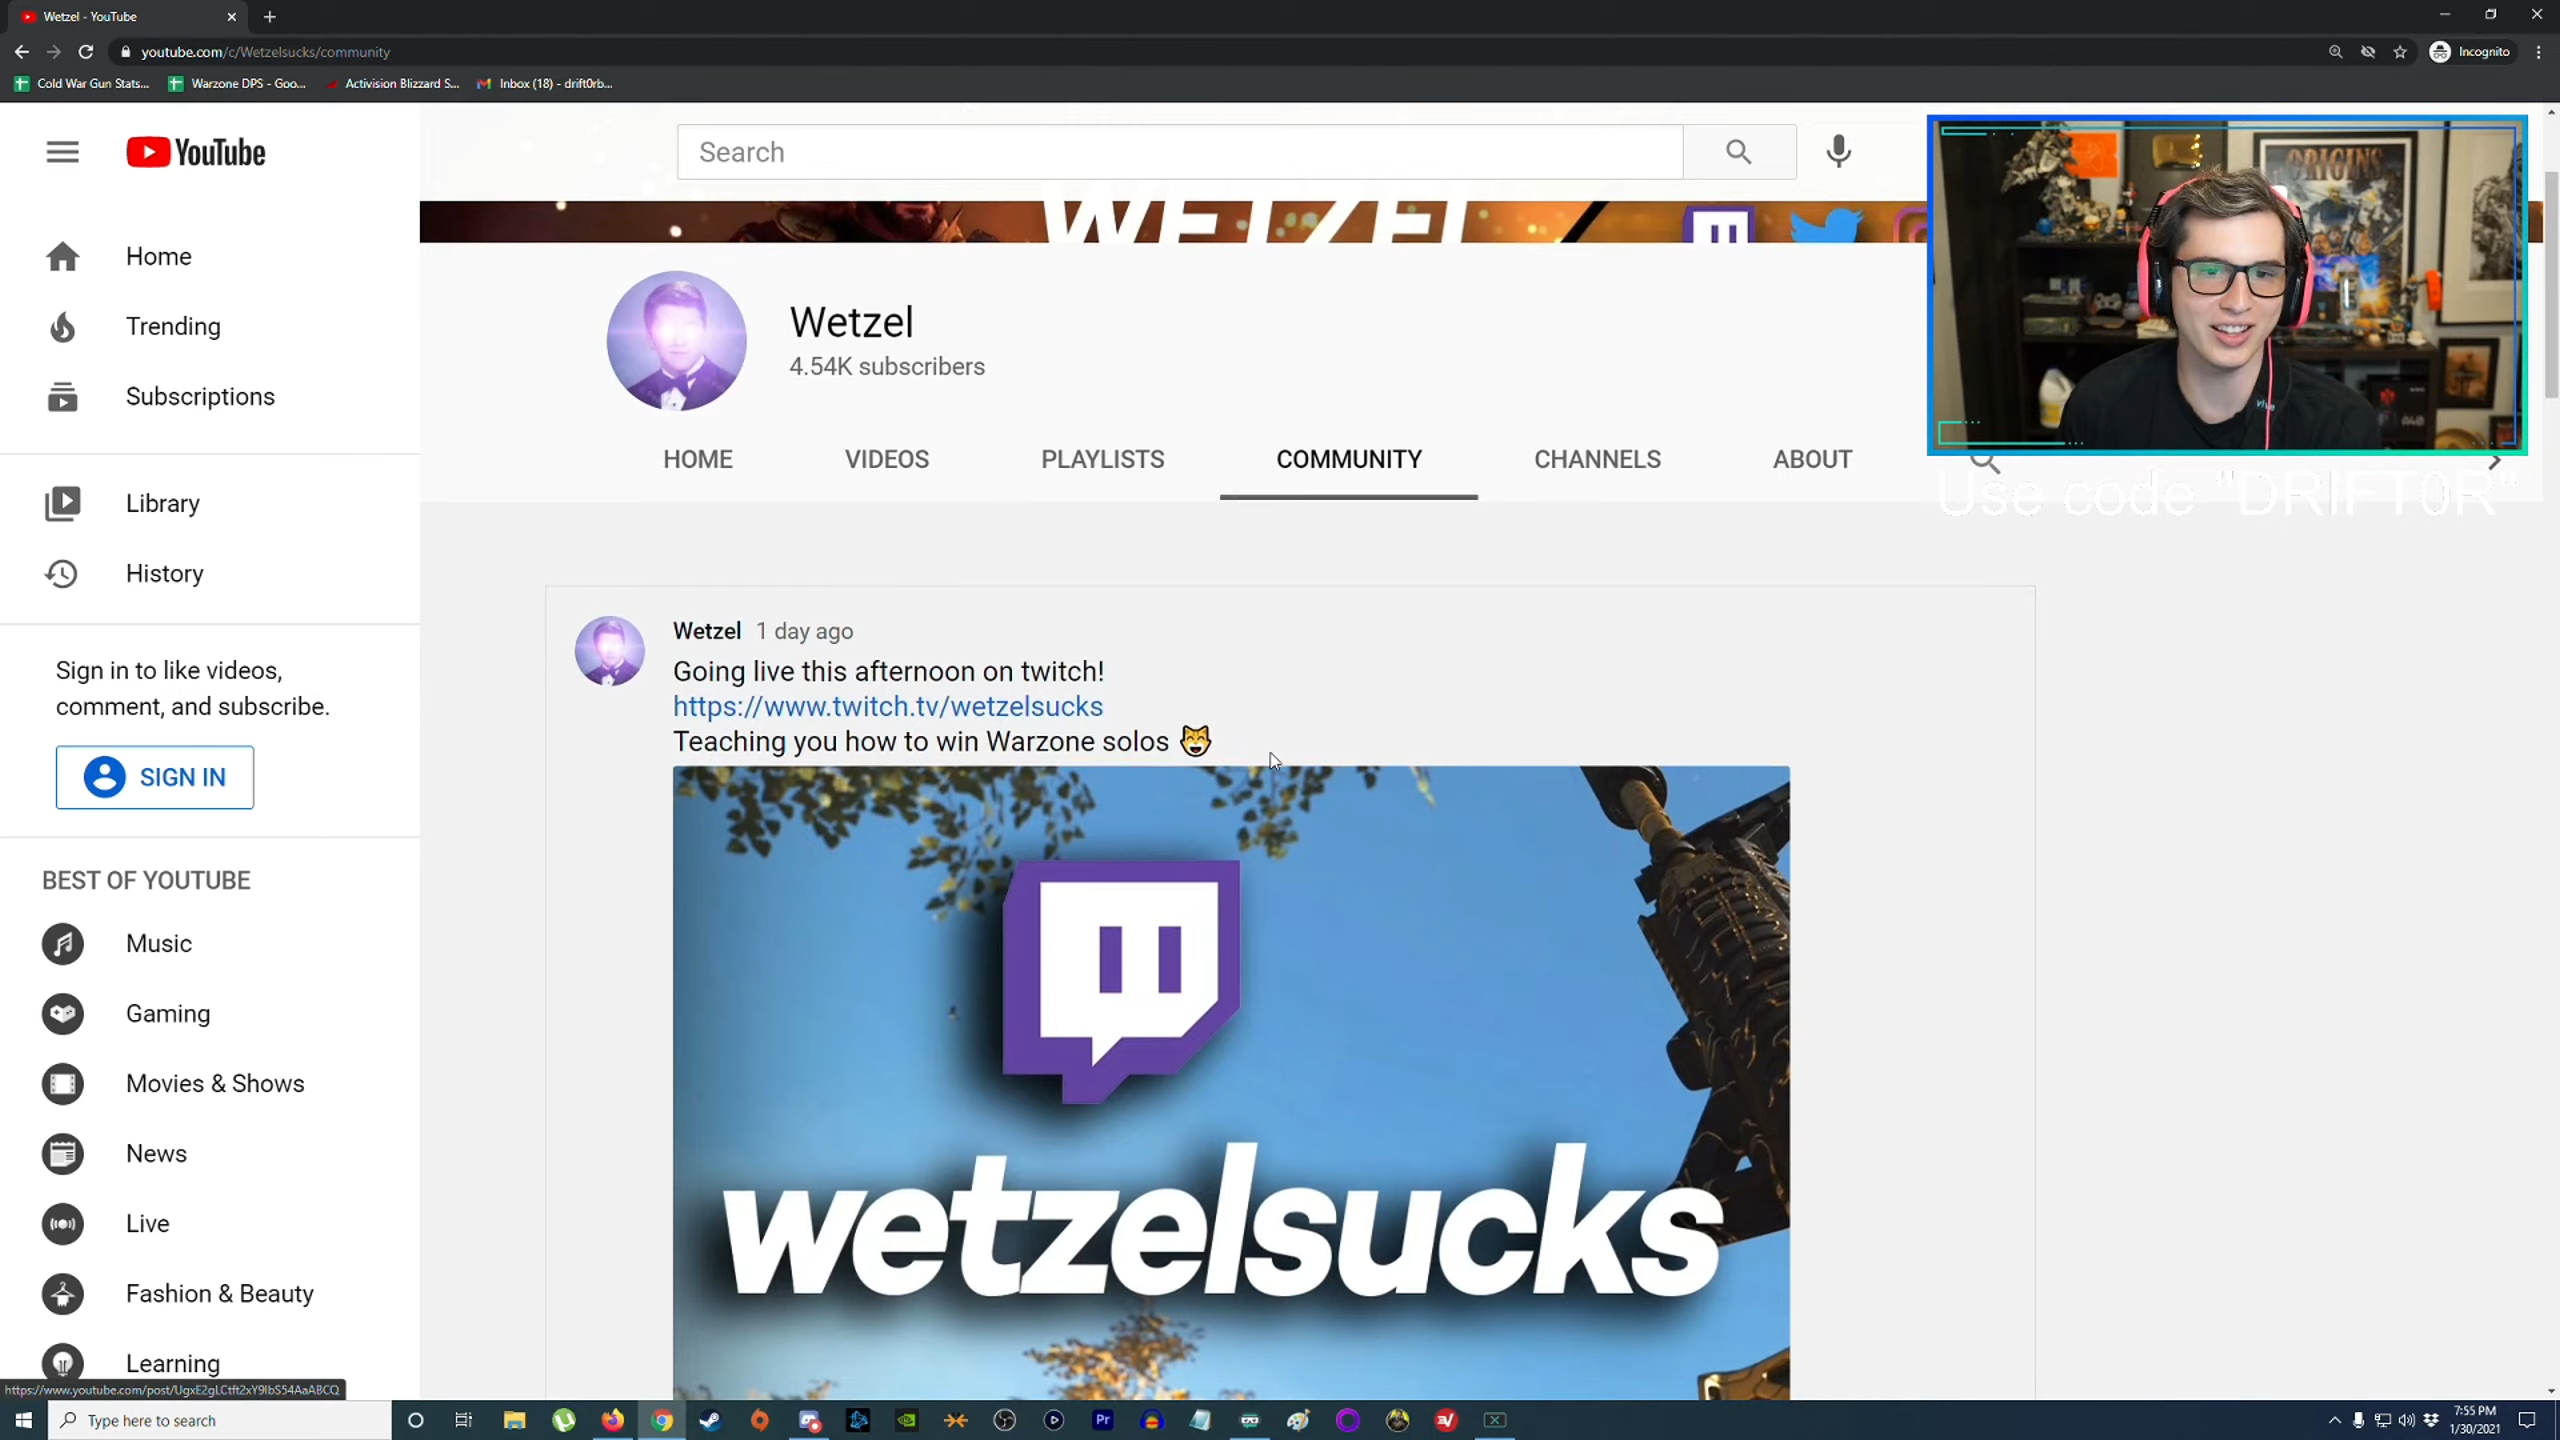 Wetzel - YouTube
youtube.com/c/Wetzelsucks/community
Incognito
Cold War Gun Stats...
Warzone DPS - Goo...
Activision Blizzard S...
Inbox (18) - drift0rb...
YouTube
Search
ORIGINS
WETZEL
Home
Trending
Subscriptions
Library
History
Sign in to like videos,
comment, and subscribe.
SIGN IN
BEST OF YOUTUBE
Music
Gaming
Movies & Shows
News
Live
Fashion & Beauty
Learning
Wetzel
4.54K subscribers
HOME
VIDEOS
PLAYLISTS
COMMUNITY
CHANNELS
ABOUT
Use code "DRIFT0R"
Wetzel 1 day ago
Going live this afternoon on twitch!
https://www.twitch.tv/wetzelsucks
Teaching you how to win Warzone solos 😸
wetzelsucks
Type here to search
Pr
7:55 PM
1/30/2021